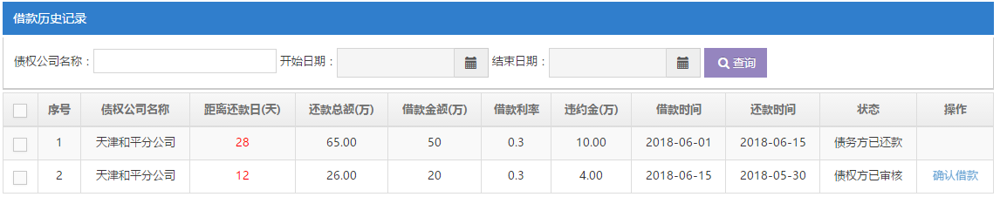 借款历史记录
债权公司名称： 开始日期： 结束日期： 查询
序号 债权公司名称 距离还款日(天) 还款总额(万) 借款金额(万) 借款利率 违约金(万) 借款时间 还款时间 状态 操作
1 天津和平分公司 28 65.00 50 0.3 10.00 2018-06-01 2018-06-15 债务方已还款
2 天津和平分公司 12 26.00 20 0.3 4.00 2018-06-15 2018-05-30 债权方已审核 确认借款